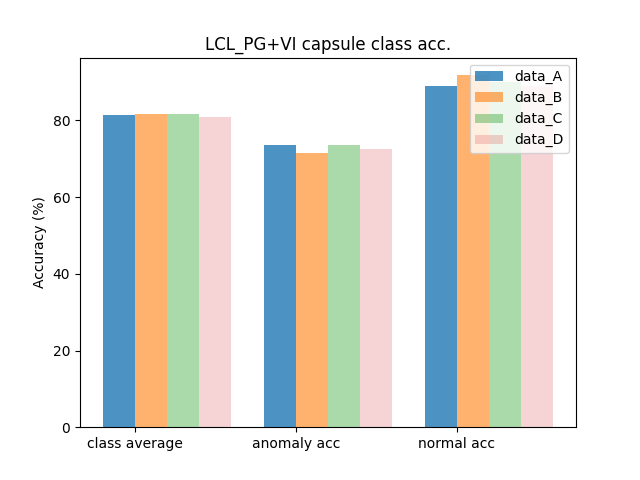 LCL_PG+VI capsule class acc.
data_A
data_B
data_C
data_D
Accuracy (%)
80
60
40
20
0
class average
anomaly acc
normal acc